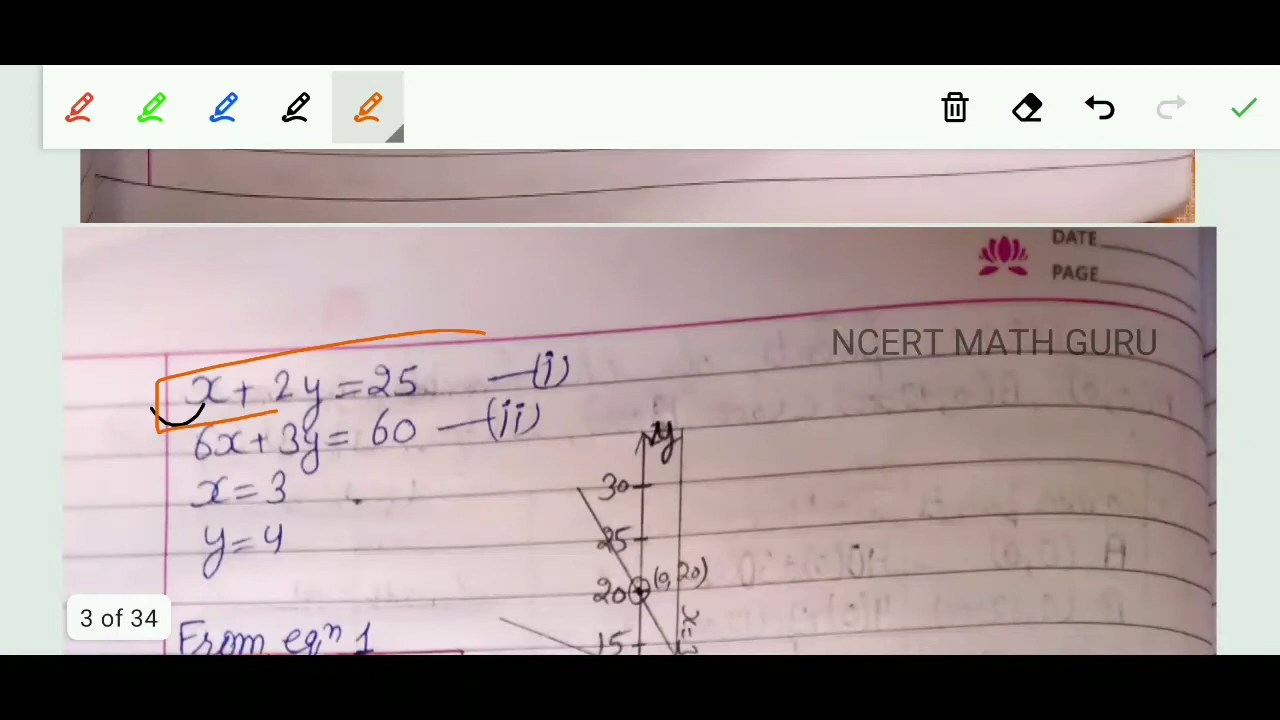 DATE
PAGE
NCERT MATH GURU
x + 2y = 25 —(i)
6x + 3y = 60 —(ii)
x = 3
y = 4
y
30
25
20 (0, 20)
15
x=3
3 of 34
From eqⁿ 1